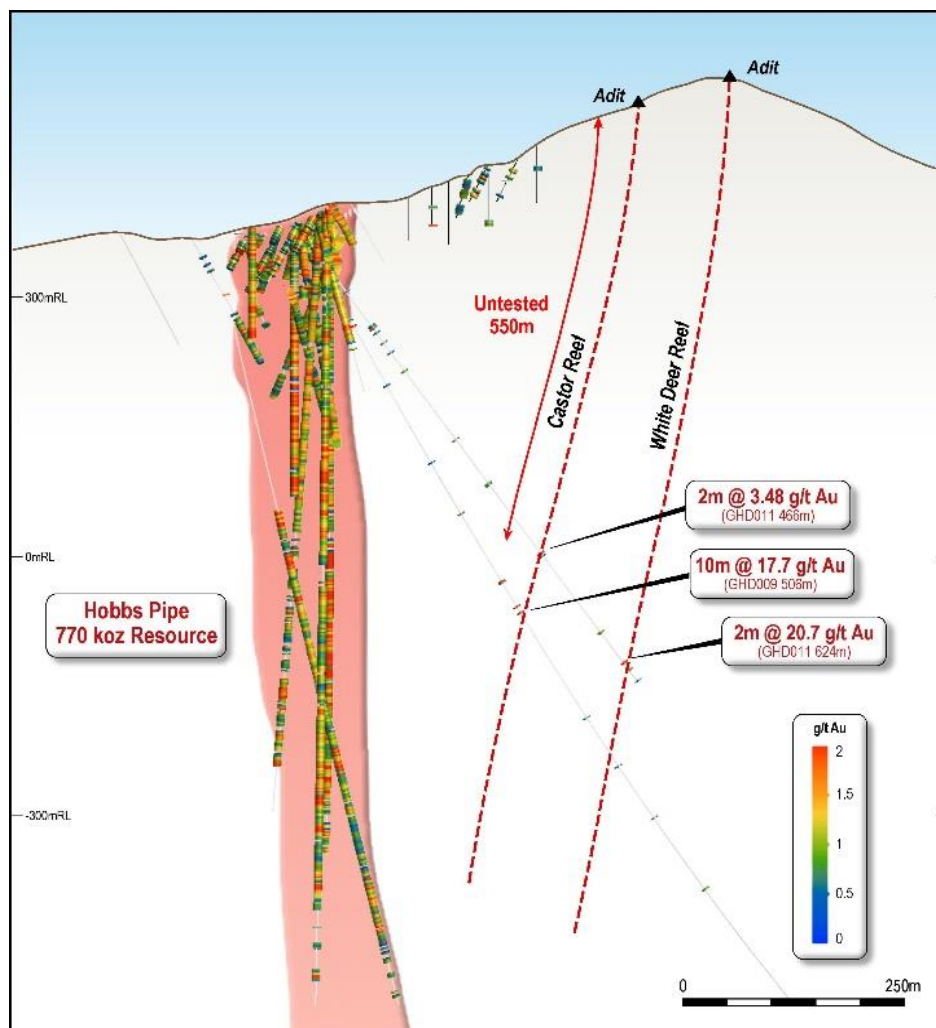 Adit
Adit
300mRL
Untested
550m
Castor Reef
White Deer Reef
2m @ 3.48 g/t Au
(GHD011 466m)
0mRL
10m @ 17.7 g/t Au
(GHD009 506m)
Hobbs Pipe
770 koz Resource
2m @ 20.7 g/t Au
(GHD011 624m)
g/t Au
2
1.5
1
0.5
0
-300mRL
0
250m